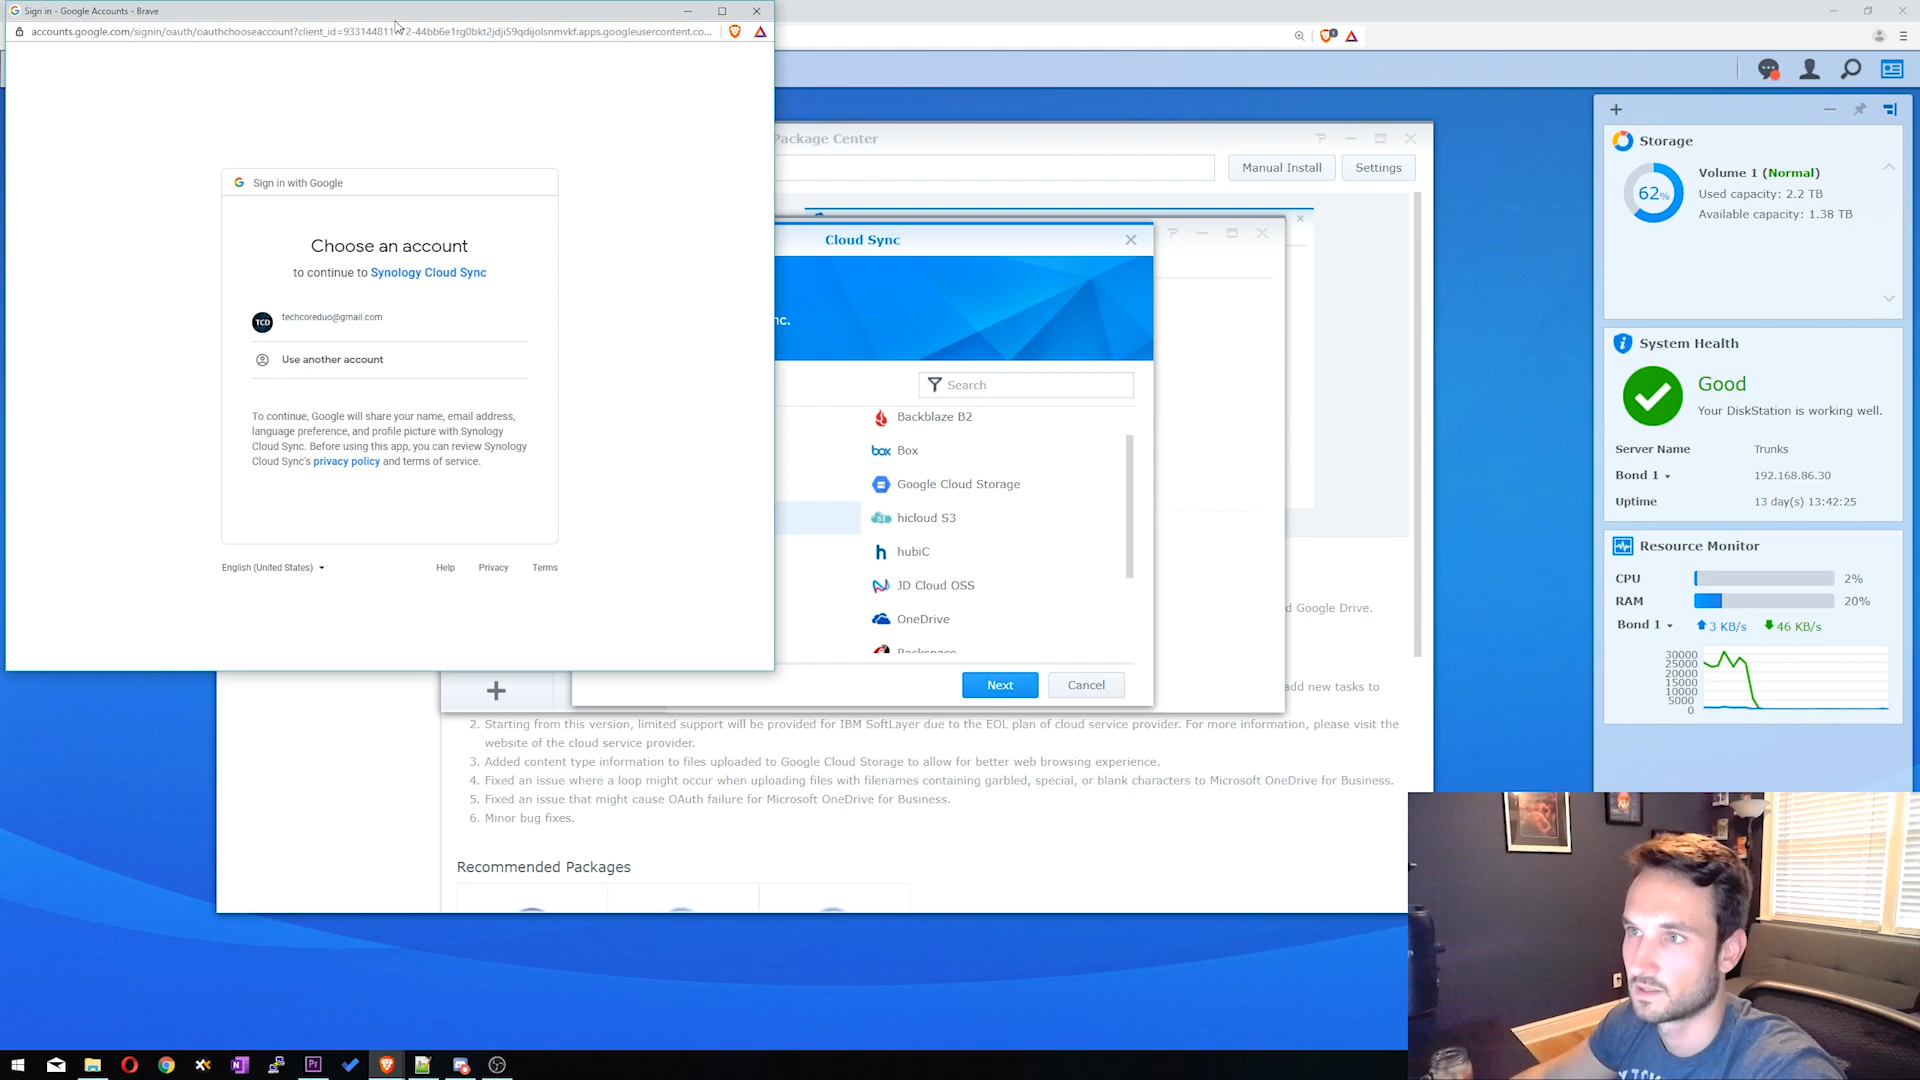 Sign in - Google Accounts - Brave
accounts.google.com/signin/oauth/oauthchooseaccount?client_id=
apps.googleusercontent.co...
Sign in with Google
Choose an account
to continue to Synology Cloud Sync
TCD
techcoreduo@gmail.com
Use another account
To continue, Google will share your name, email address,
language preference, and profile picture with Synology
Cloud Sync. Before using this app, you can review Synology
Cloud Sync's privacy policy and terms of service.
English (United States)
Help
Privacy
Terms
Package Center
Manual Install
Settings
Cloud Sync
nc.
Search
Backblaze B2
Box
Google Cloud Storage
hicloud S3
hubiC
JD Cloud OSS
OneDrive
Rackspace
Next
Cancel
d Google Drive.
add new tasks to
2. Starting from this version, limited support will be provided for IBM SoftLayer due to the EOL plan of cloud service provider. For more information, please visit the
website of the cloud service provider.
3. Added content type information to files uploaded to Google Cloud Storage to allow for better web browsing experience.
4. Fixed an issue where a loop might occur when uploading files with filenames containing garbled, special, or blank characters to Microsoft OneDrive for Business.
5. Fixed an issue that might cause OAuth failure for Microsoft OneDrive for Business.
6. Minor bug fixes.
Recommended Packages
Storage
62%
Volume 1 (Normal)
Used capacity: 2.2 TB
Available capacity: 1.38 TB
System Health
Good
Your DiskStation is working well.
Server Name Trunks
Bond 1 192.168.86.30
Uptime 13 day(s) 13:42:25
Resource Monitor
CPU 2%
RAM 20%
Bond 1 3 KB/s 46 KB/s
30000
25000
20000
15000
10000
5000
0